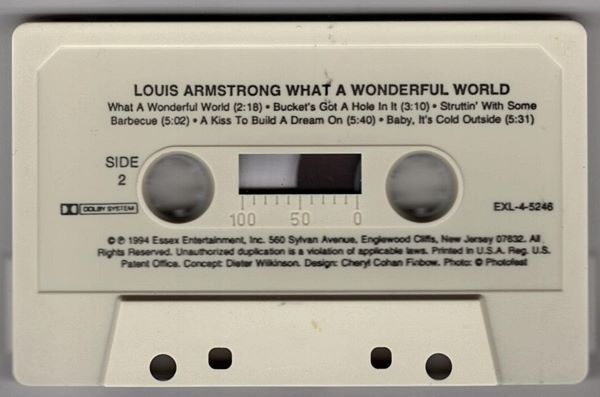 LOUIS ARMSTRONG WHAT A WONDERFUL WORLD
What A Wonderful World (2:18) • Bucket's Got A Hole In It (3:10) • Struttin' With Some
Barbecue (5:02) • A Kiss To Build A Dream On (5:40) • Baby, It's Cold Outside (5:31)
SIDE
2
DOLBY SYSTEM
100 50 0
EXL-4-5246
© ℗ 1994 Essex Entertainment, Inc. 560 Sylvan Avenue, Englewood Cliffs, New Jersey 07632. All
Rights Reserved. Unauthorized duplication is a violation of applicable laws. Printed in U.S.A. Reg. U.S.
Patent Office. Concept: Dieter Wilkinson. Design: Cheryl Cohan Finbow. Photo: © Photofest